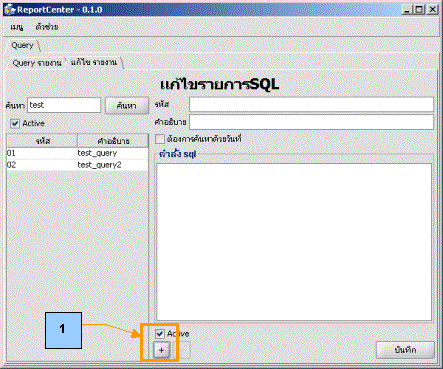 ReportCenter - 0.1.0
เมนู ตัวช่วย
Query
Query รายงาน แก้ไข รายงาน
แก้ไขรายการSQL
ค้นหา test ค้นหา รหัส
Active คำอธิบาย
ต้องการค้นหาด้วยวันที่
รหัส คำอธิบาย คำสั่ง sql
01 test_query
02 test_query2
1
Active
+ บันทึก